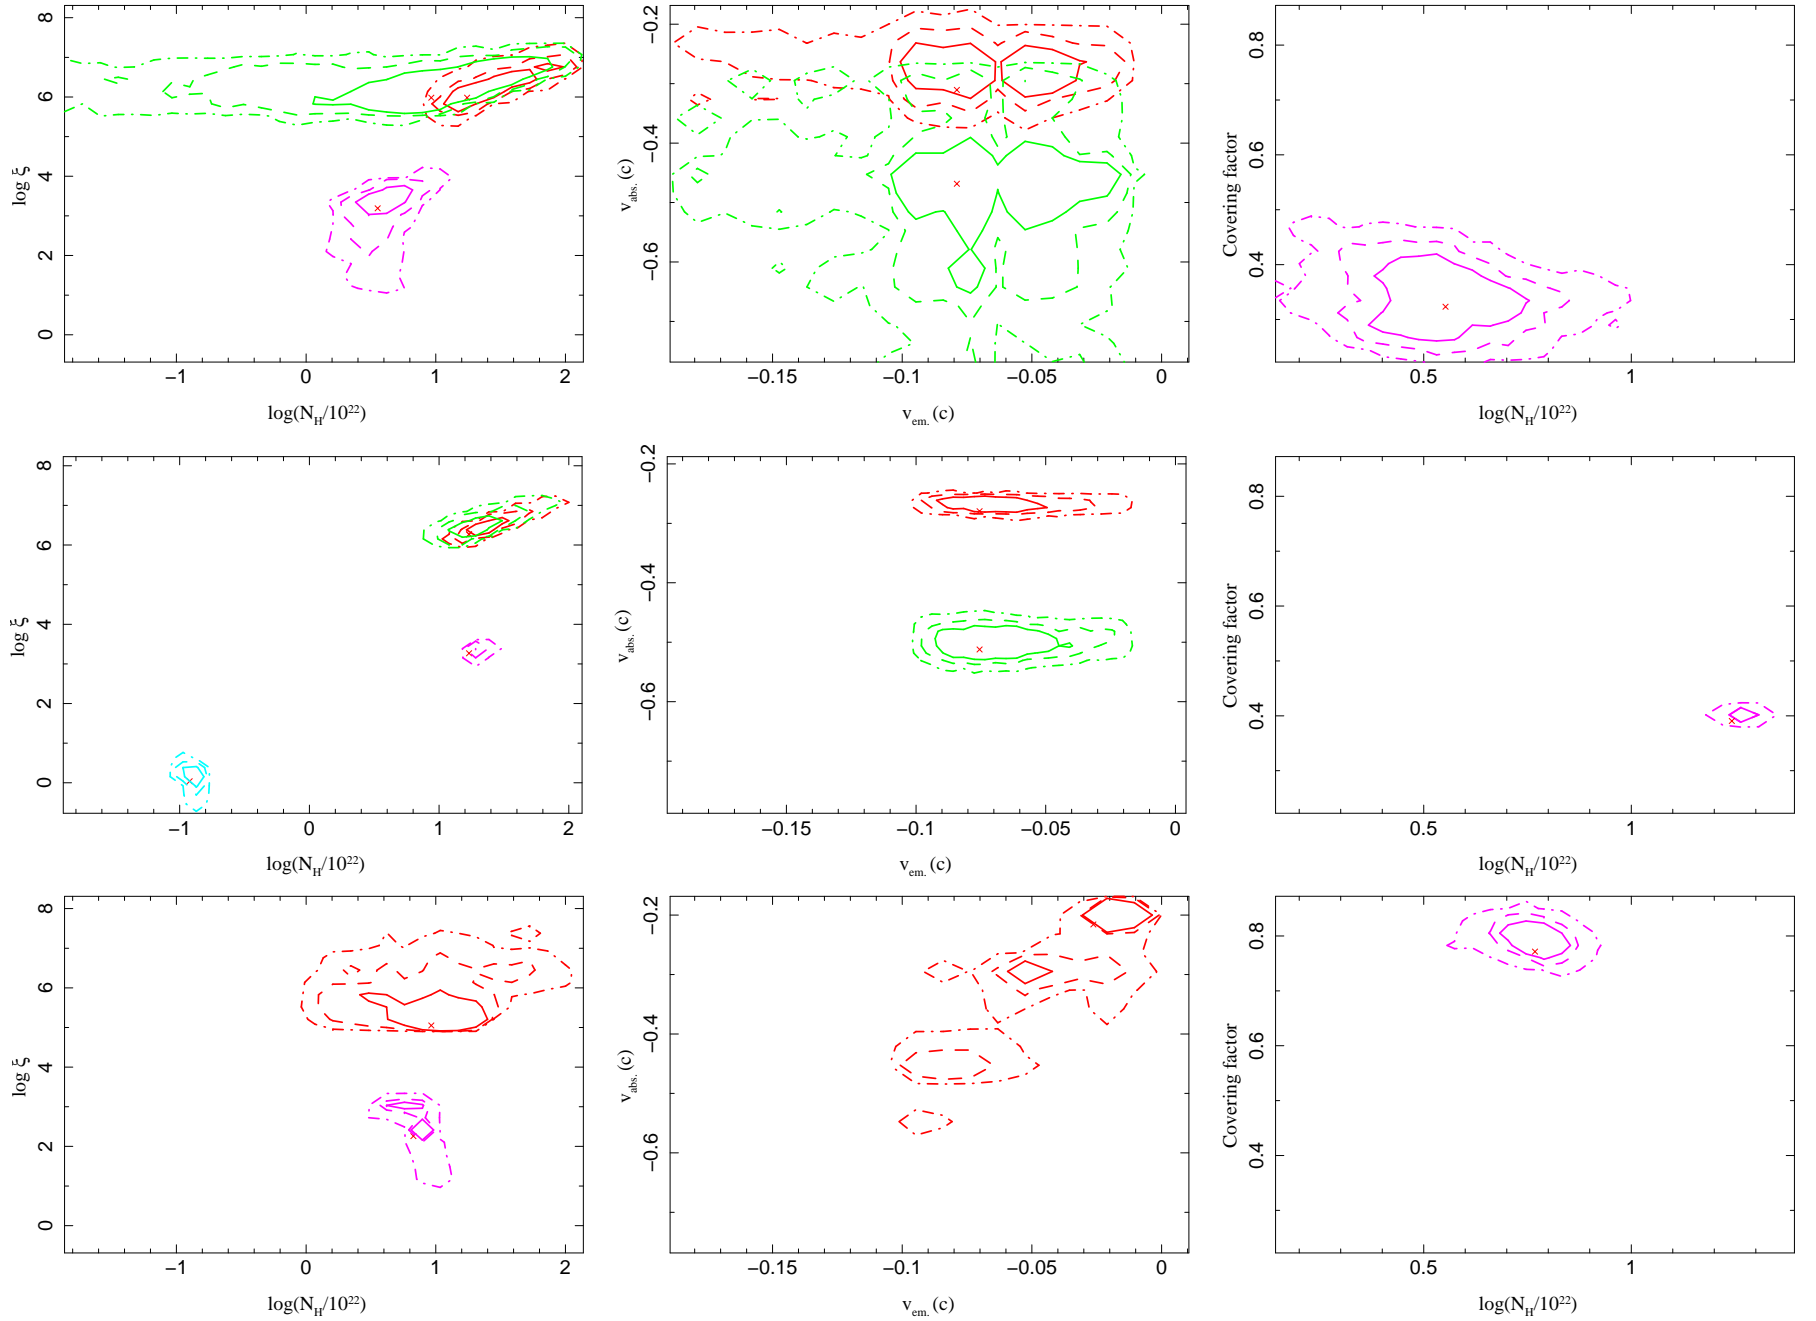 8
6
4
2
0
log ξ
−1 0 1 2
log(N_H/10^22)
−0.2
−0.4
−0.6
v_abs. (c)
−0.15 −0.1 −0.05 0
v_em. (c)
0.8
0.6
0.4
Covering factor
0.5 1
log(N_H/10^22)
8
6
4
2
0
log ξ
−1 0 1 2
log(N_H/10^22)
−0.2
−0.4
−0.6
v_abs. (c)
−0.15 −0.1 −0.05 0
v_em. (c)
0.8
0.6
0.4
Covering factor
0.5 1
log(N_H/10^22)
8
6
4
2
0
log ξ
−1 0 1 2
log(N_H/10^22)
−0.2
−0.4
−0.6
v_abs. (c)
−0.15 −0.1 −0.05 0
v_em. (c)
0.8
0.6
0.4
Covering factor
0.5 1
log(N_H/10^22)